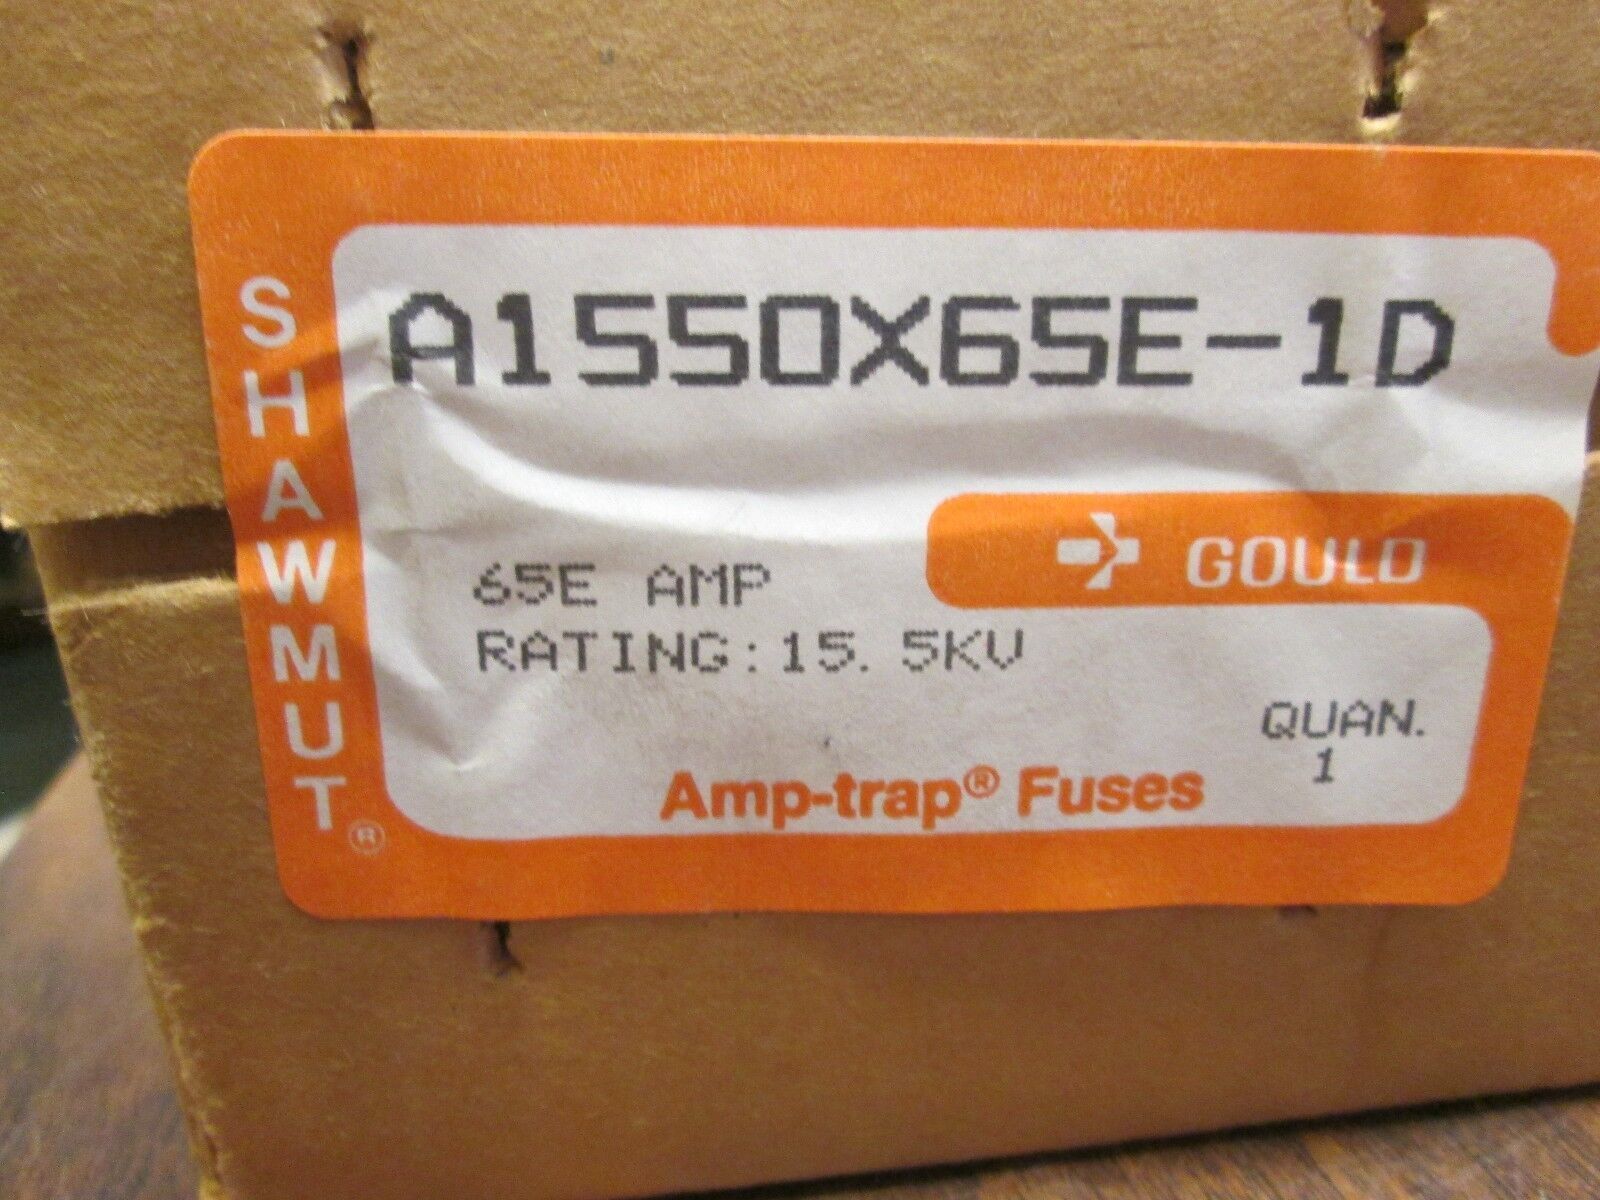 SHAWMUT®
A1550X65E-1D
GOULD
65E AMP
RATING:15.5KV
QUAN.
1
Amp-trap® Fuses